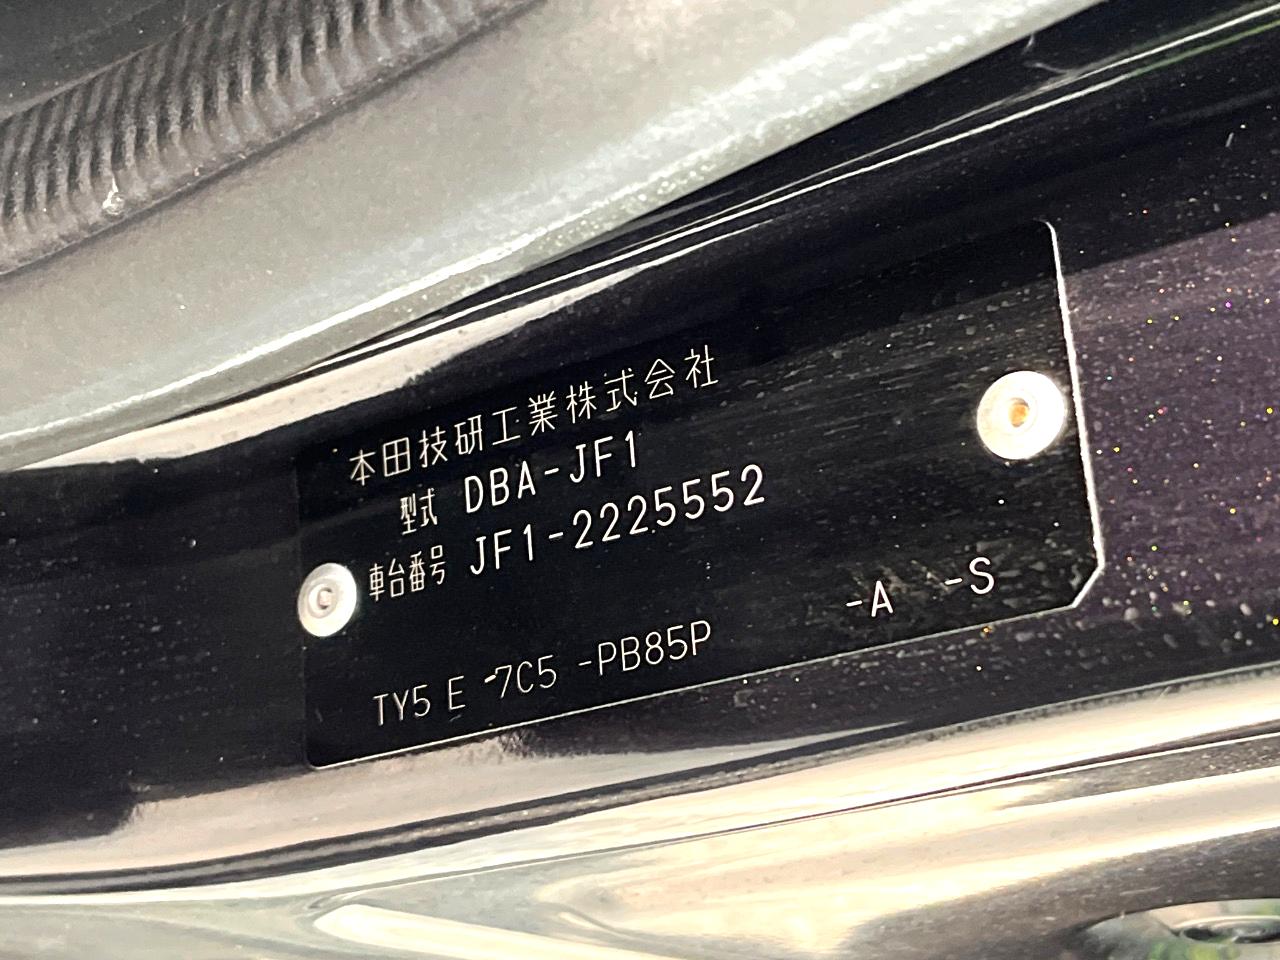 本田技研工業株式会社
型式 DBA-JF1
車台番号 JF1-2225552
TY5 E -7C5 -PB85P -A -S